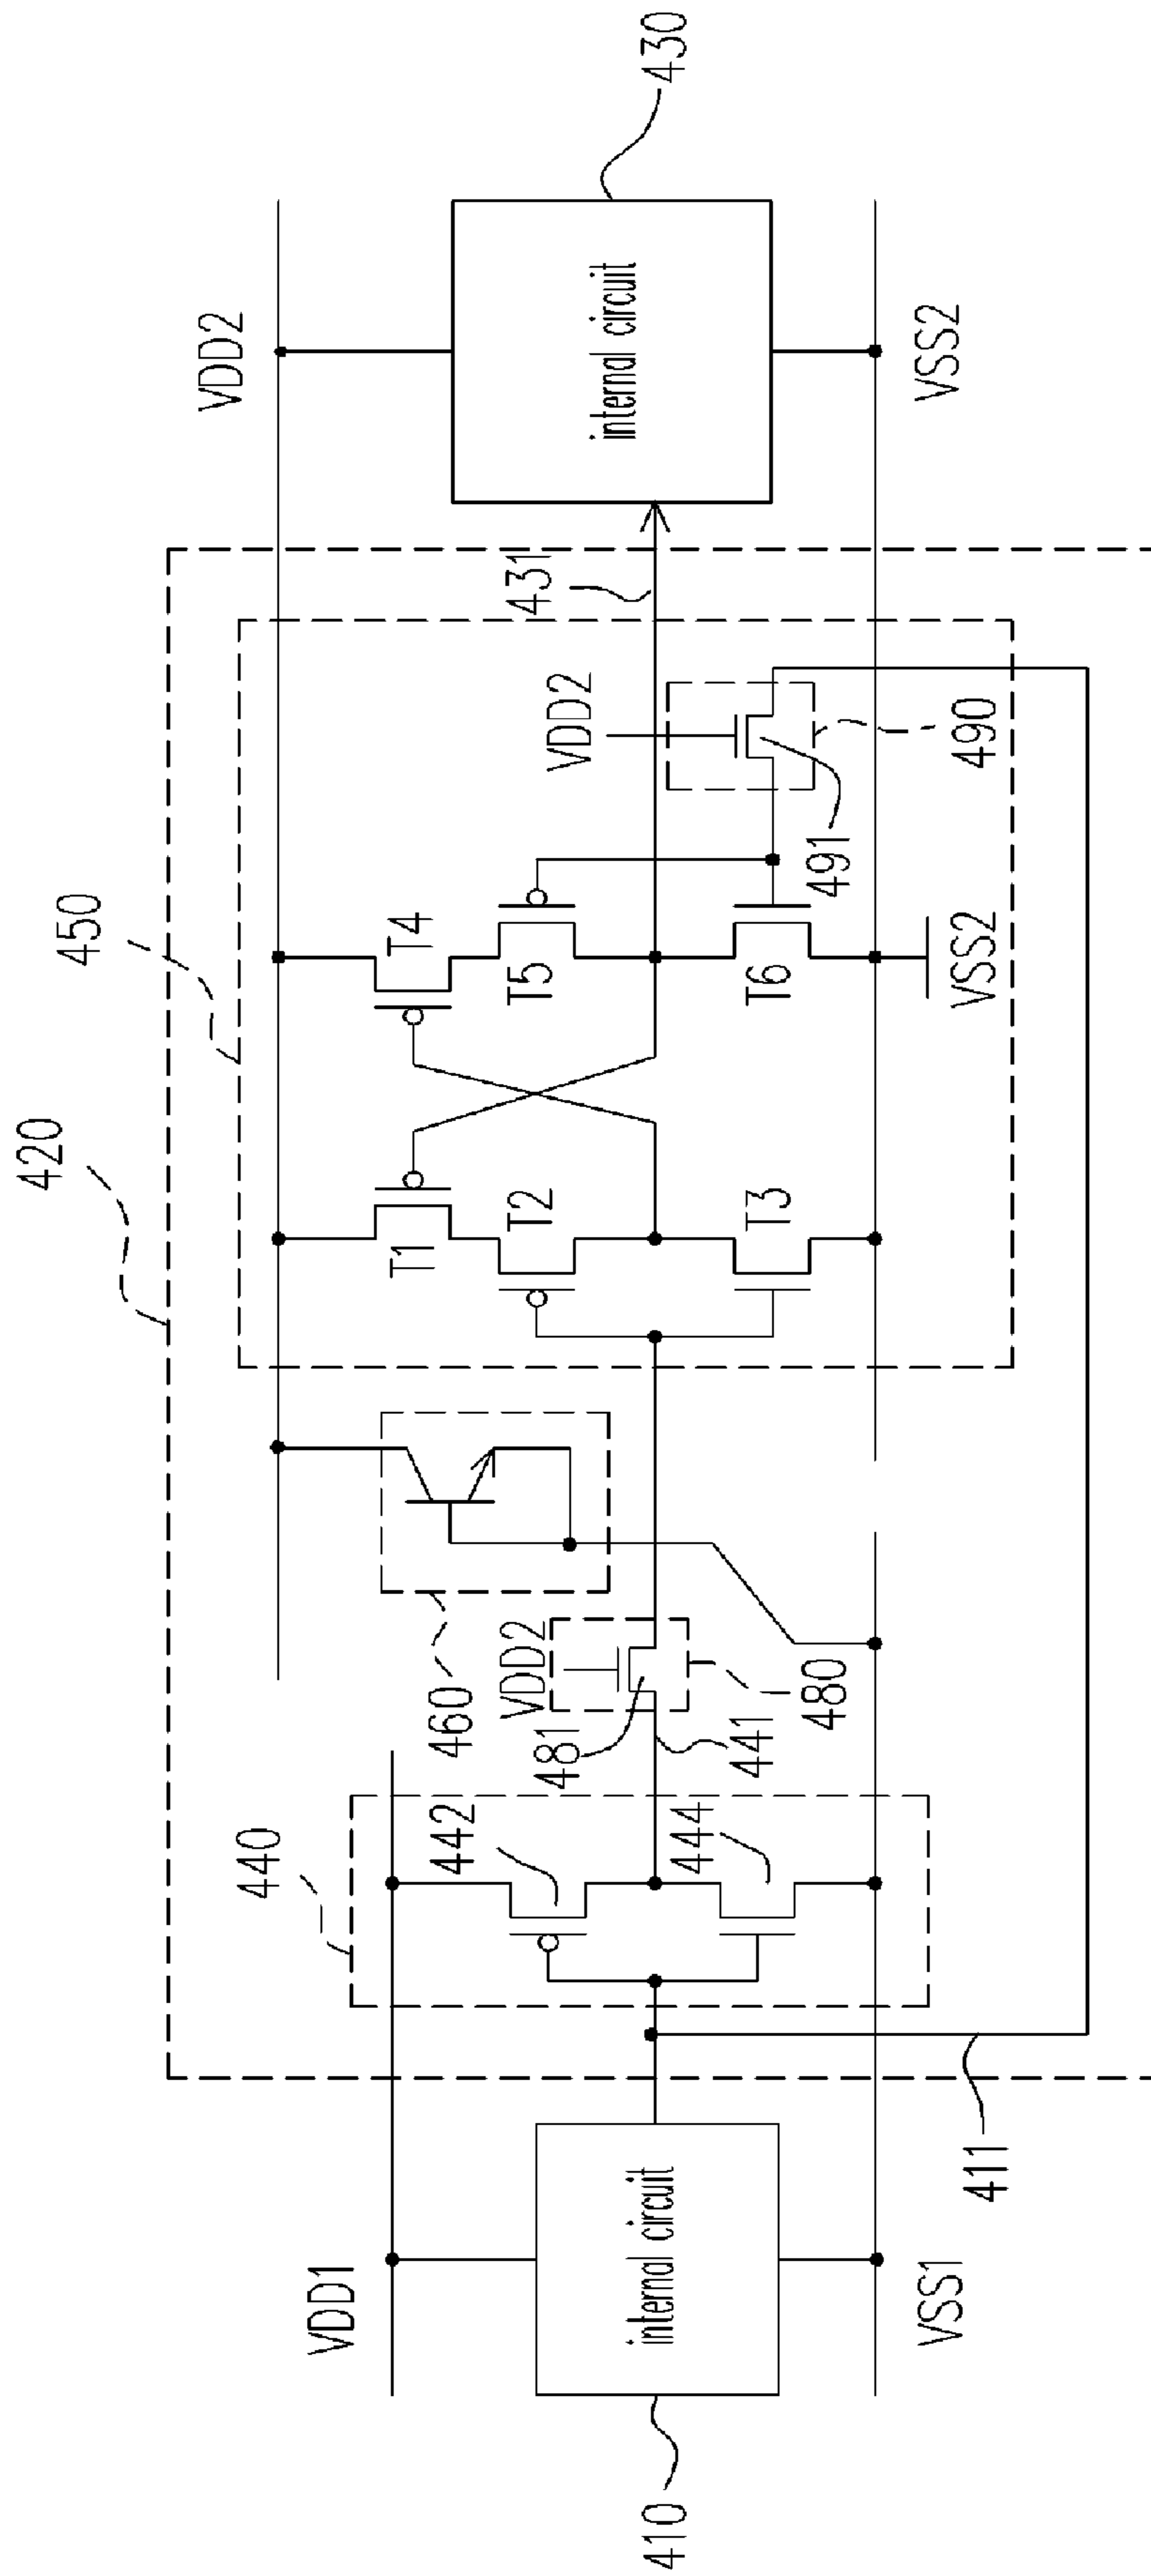 420
450
VDD2
VDD1
440
442
444
441
VDD2
481
480
460
T1
T2
T3
T4
T5
T6
VDD2
491
490
431
internal circuit
internal circuit
430
410
411
VSS1
VSS2
VSS2